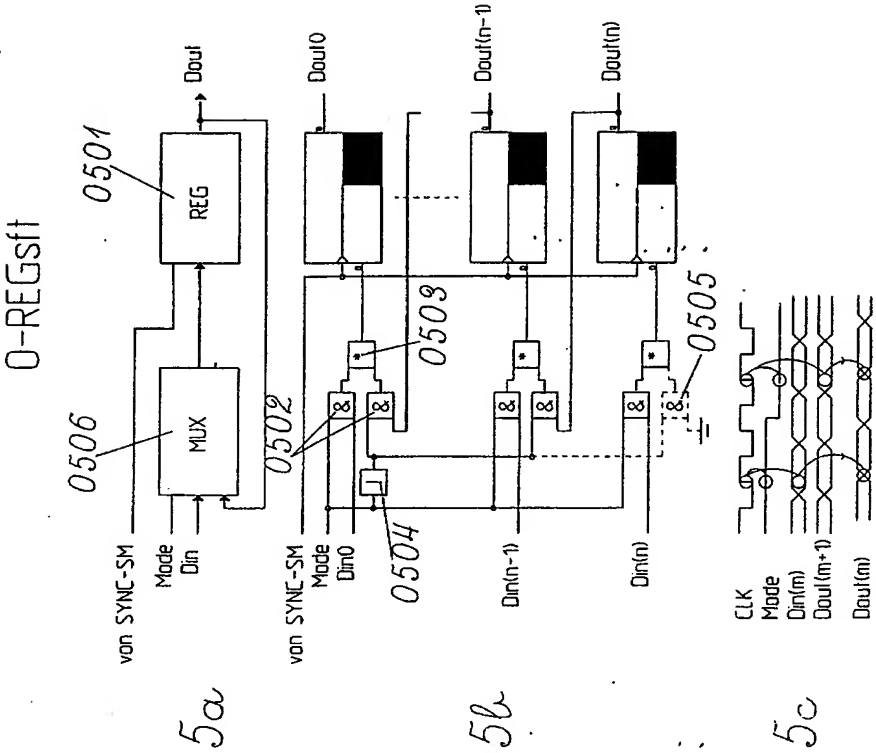 O-REGsft
5a
0506
0501
von SYNC-SM
Mode
Din
MUX
REG
Dout
5b
von SYNC-SM
Mode
Din0
0504
0502
&
&
*
0503
Dout0
Din(n-1)
&
&
*
Dout(n-1)
Din(n)
&
&
*
0505
Dout(n)
5c
CLK
Mode
Din(m)
Dout(m+1)
Dout(m)